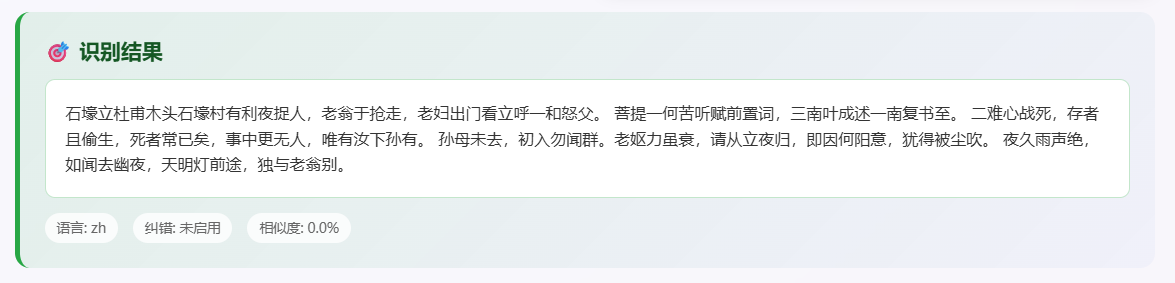 识别结果
石壕立杜甫木头石壕村有利夜捉人，老翁于抢走，老妇出门看立呼一和怒父。 菩提一何苦听赋前置词，三南叶成述一南复书至。 二难心战死，存者
且偷生，死者常已矣，事中更无人，唯有汝下孙有。 孙母未去，初入勿闻群。老妪力虽衰，请从立夜归，即因何阳意，犹得被尘吹。 夜久雨声绝，
如闻去幽夜，天明灯前途，独与老翁别。
语言: zh 纠错: 未启用 相似度: 0.0%